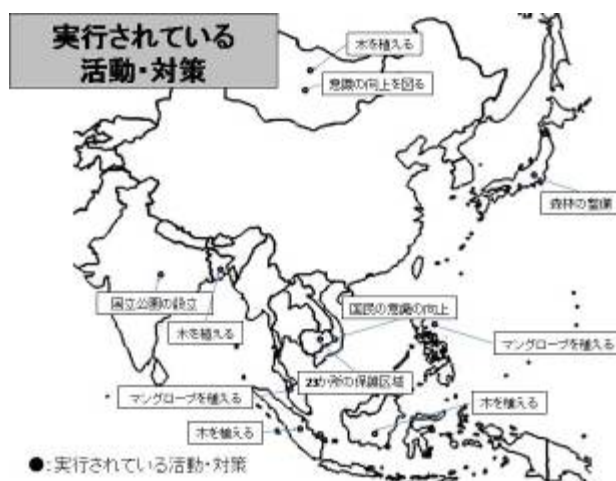 実行されている
活動・対策
木を植える
意識の向上を図る
森林の整備
国立公園の設立
国民の意識の向上
木を植える
マングローブを植える
23か所の保護区域
マングローブを植える
木を植える
木を植える
●:実行されている活動・対策